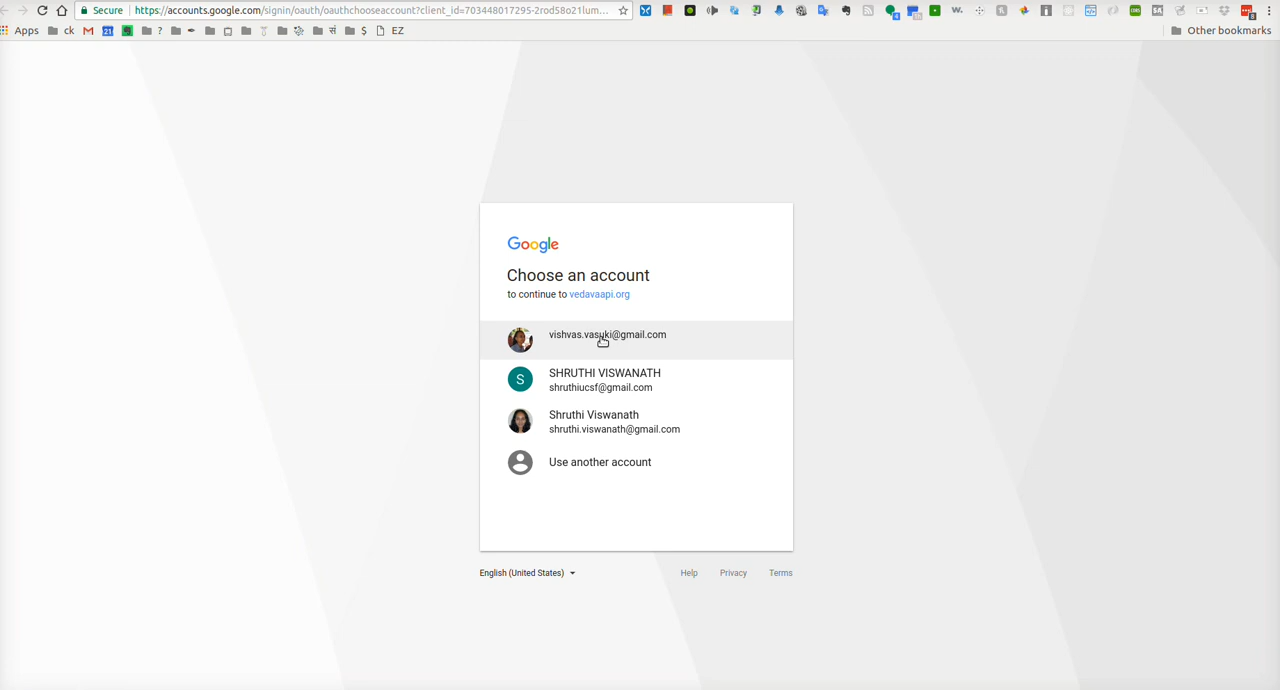 Secure https://accounts.google.com/signin/oauth/oauthchooseaccount?client_id=703448017295-2rod58o21lum...
Apps ck 21 ? सं $ EZ Other bookmarks
Google
Choose an account
to continue to vedavaapi.org
vishvas.vasuki@gmail.com
S SHRUTHI VISWANATH
shruthiucsf@gmail.com
Shruthi Viswanath
shruthi.viswanath@gmail.com
Use another account
English (United States) Help Privacy Terms